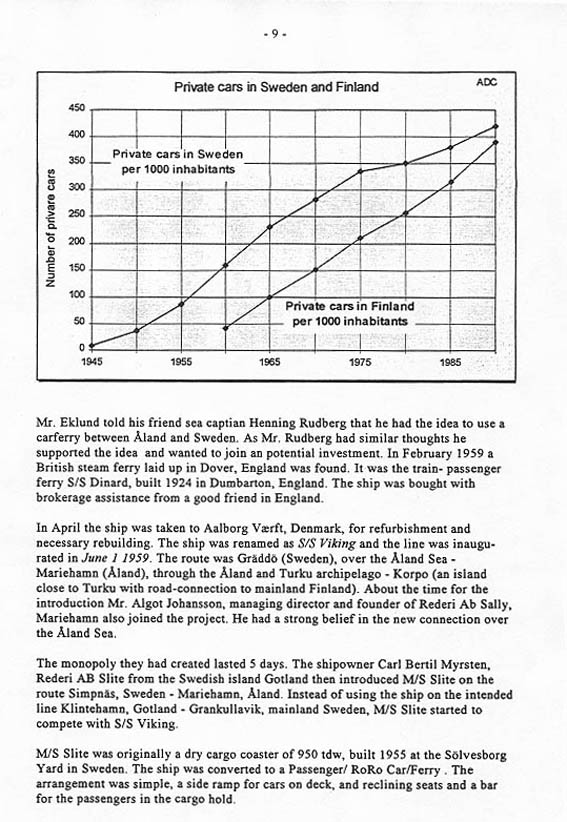 - 9 -
Private cars in Sweden and Finland
ADC
450
400
350
300
250
200
150
100
50
0
Number of privare cars
Private cars in Sweden
per 1000 inhabitants
Private cars in Finland
per 1000 inhabitants
1945 1955 1965 1975 1985
Mr. Eklund told his friend sea captian Henning Rudberg that he had the idea to use a
carferry between Åland and Sweden. As Mr. Rudberg had similar thoughts he
supported the idea and wanted to join an potential investment. In February 1959 a
British steam ferry laid up in Dover, England was found. It was the train- passenger
ferry S/S Dinard, built 1924 in Dumbarton, England. The ship was bought with
brokerage assistance from a good friend in England.
In April the ship was taken to Aalborg Værft, Denmark, for refurbishment and
necessary rebuilding. The ship was renamed as S/S Viking and the line was inaugu-
rated in June 1 1959. The route was Gräddö (Sweden), over the Åland Sea -
Mariehamn (Åland), through the Åland and Turku archipelago - Korpo (an island
close to Turku with road-connection to mainland Finland). About the time for the
introduction Mr. Algot Johansson, managing director and founder of Rederi Ab Sally,
Mariehamn also joined the project. He had a strong belief in the new connection over
the Åland Sea.
The monopoly they had created lasted 5 days. The shipowner Carl Bertil Myrsten,
Rederi AB Slite from the Swedish island Gotland then introduced M/S Slite on the
route Simpnäs, Sweden - Mariehamn, Åland. Instead of using the ship on the intended
line Klintehamn, Gotland - Grankullavik, mainland Sweden, M/S Slite started to
compete with S/S Viking.
M/S Slite was originally a dry cargo coaster of 950 tdw, built 1955 at the Sölvesborg
Yard in Sweden. The ship was converted to a Passenger/ RoRo Car/Ferry . The
arrangement was simple, a side ramp for cars on deck, and reclining seats and a bar
for the passengers in the cargo hold.